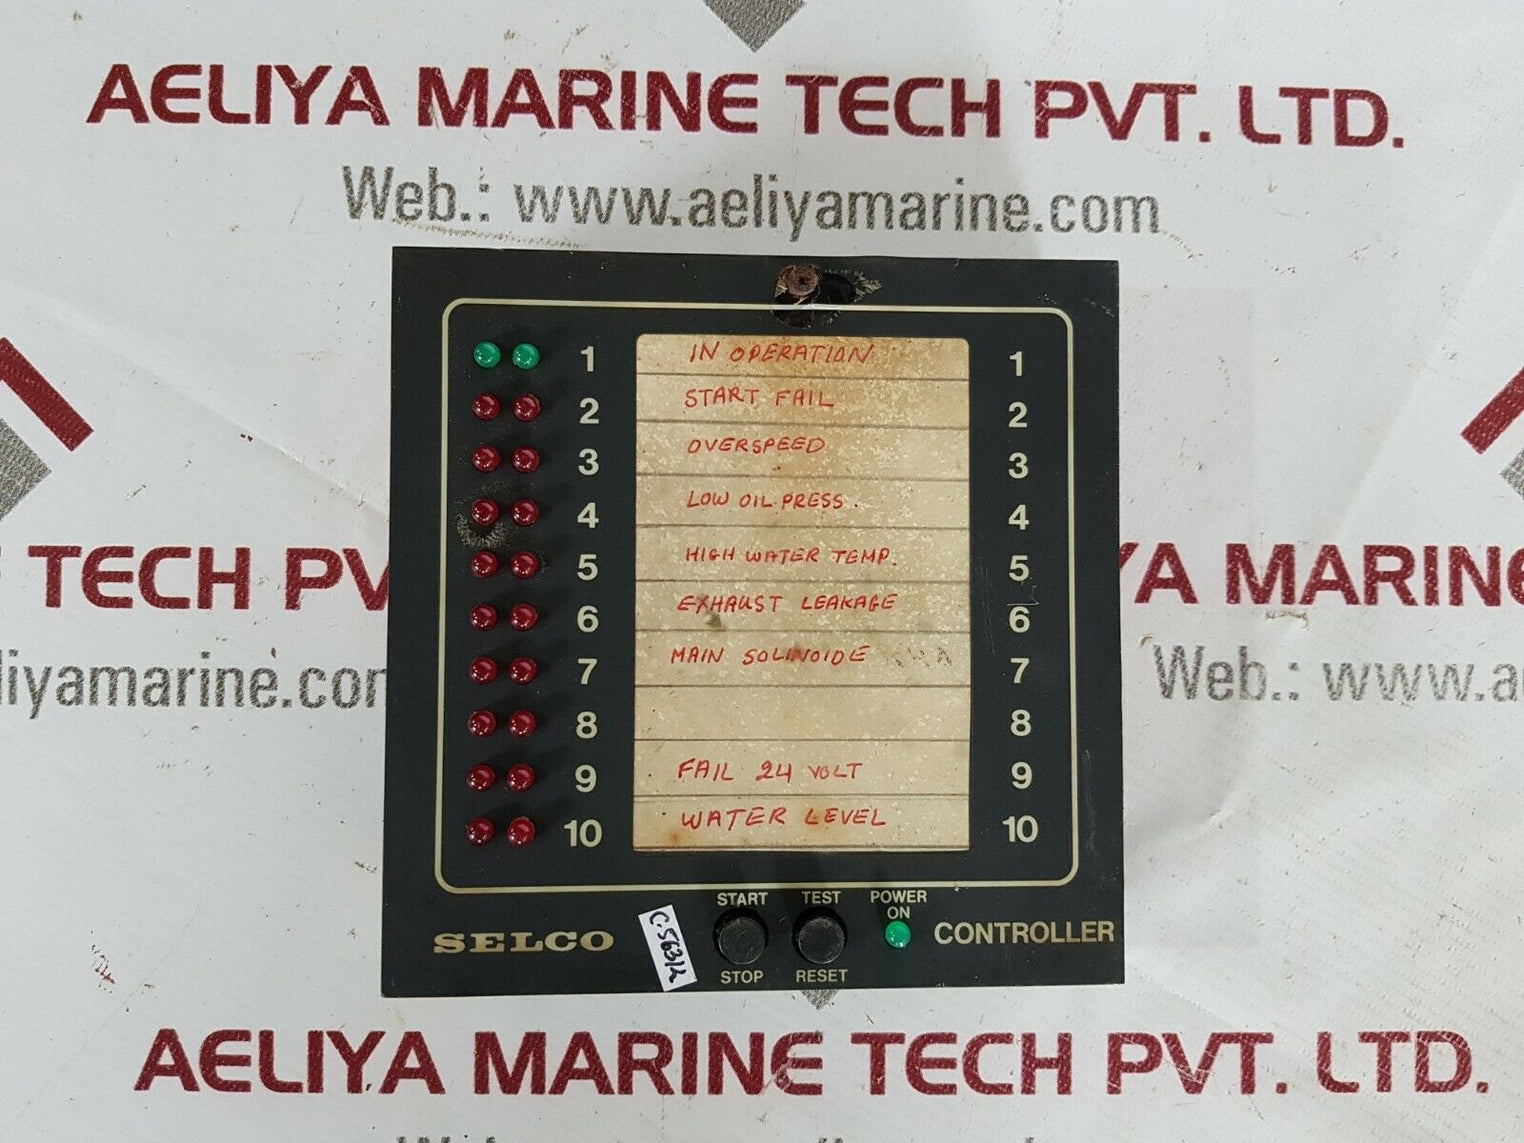 AELIYA MARINE TECH PVT. LTD.
Web.: www.aeliyamarine.com
1 IN OPERATION 1
2 START FAIL 2
3 OVERSPEED 3
4 LOW OIL PRESS. 4
5 HIGH WATER TEMP. 5
TECH PV
YA MARINE
6 EXHAUST LEAKAGE 6
7 MAIN SOLINOIDE 7
liyamarine.com
Web.: www.a
8 8
9 FAIL 24 VOLT 9
10 WATER LEVEL 10
START TEST POWER ON
SELCO CONTROLLER
STOP RESET
AELIYA MARINE TECH PVT. LTD.